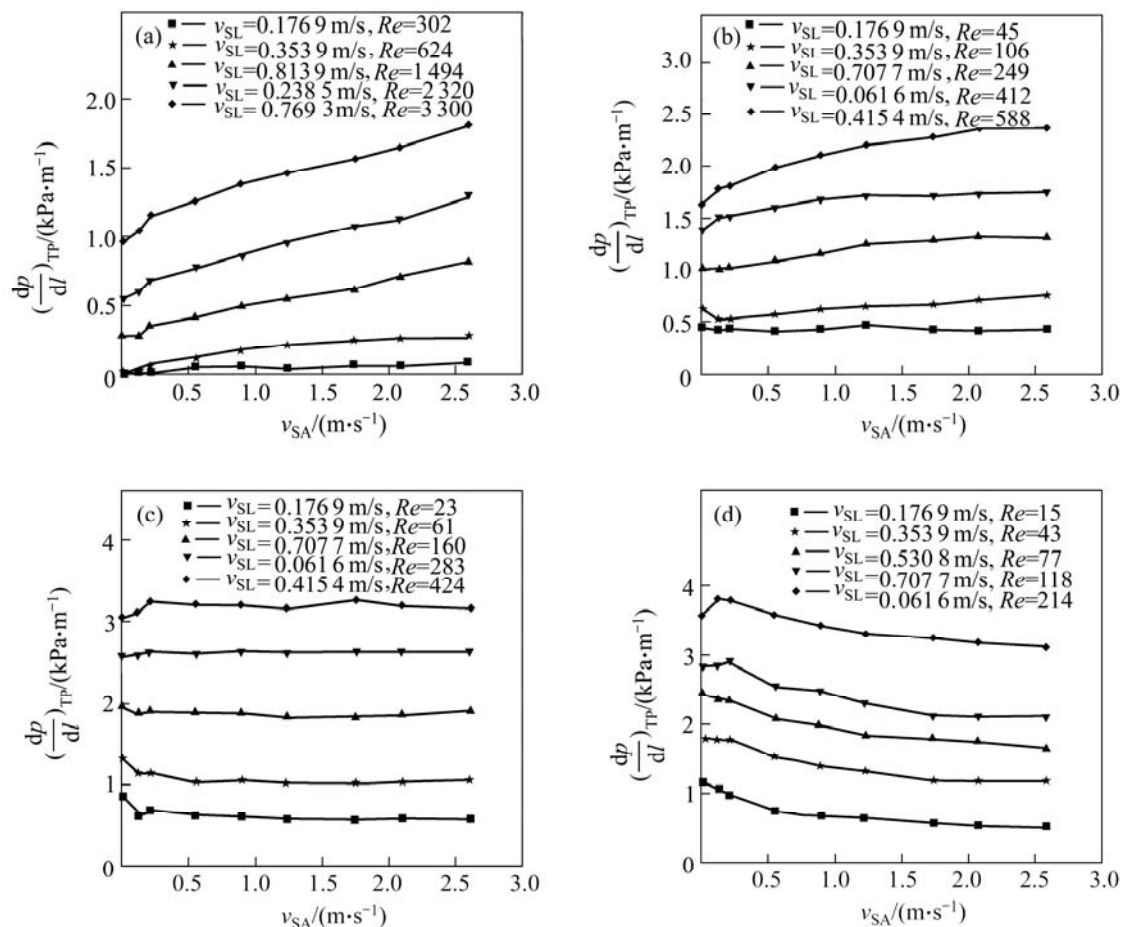 (a)
v_SL=0.176 9 m/s, Re=302
v_SL=0.353 9 m/s, Re=624
v_SL=0.813 9 m/s, Re=1 494
v_SL=0.238 5 m/s, Re=2 320
v_SL=0.769 3 m/s, Re=3 300
2.0
1.5
1.0
0.5
0
(dp/dl)_TP/(kPa·m⁻¹)
0.5 1.0 1.5 2.0 2.5 3.0
v_SA/(m·s⁻¹)
(b)
v_SL=0.176 9 m/s, Re=45
v_SL=0.353 9 m/s, Re=106
v_SL=0.707 7 m/s, Re=249
v_SL=0.061 6 m/s, Re=412
v_SL=0.415 4 m/s, Re=588
3.0
2.5
2.0
1.5
1.0
0.5
0
(dp/dl)_TP/(kPa·m⁻¹)
0.5 1.0 1.5 2.0 2.5 3.0
v_SA/(m·s⁻¹)
(c)
v_SL=0.176 9 m/s, Re=23
v_SL=0.353 9 m/s, Re=61
v_SL=0.707 7 m/s, Re=160
v_SL=0.061 6 m/s, Re=283
v_SL=0.415 4 m/s, Re=424
4
3
2
1
0
(dp/dl)_TP/(kPa·m⁻¹)
0.5 1.0 1.5 2.0 2.5 3.0
v_SA/(m·s⁻¹)
(d)
v_SL=0.176 9 m/s, Re=15
v_SL=0.353 9 m/s, Re=43
v_SL=0.530 8 m/s, Re=77
v_SL=0.707 7 m/s, Re=118
v_SL=0.061 6 m/s, Re=214
4
3
2
1
0
(dp/dl)_TP/(kPa·m⁻¹)
0.5 1.0 1.5 2.0 2.5 3.0
v_SA/(m·s⁻¹)